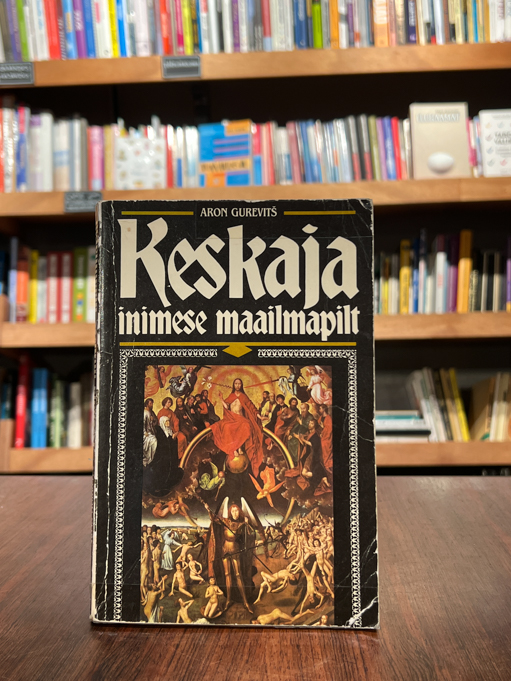 ARON GUREVITŠ
Keskaja
inimese maailmapilt